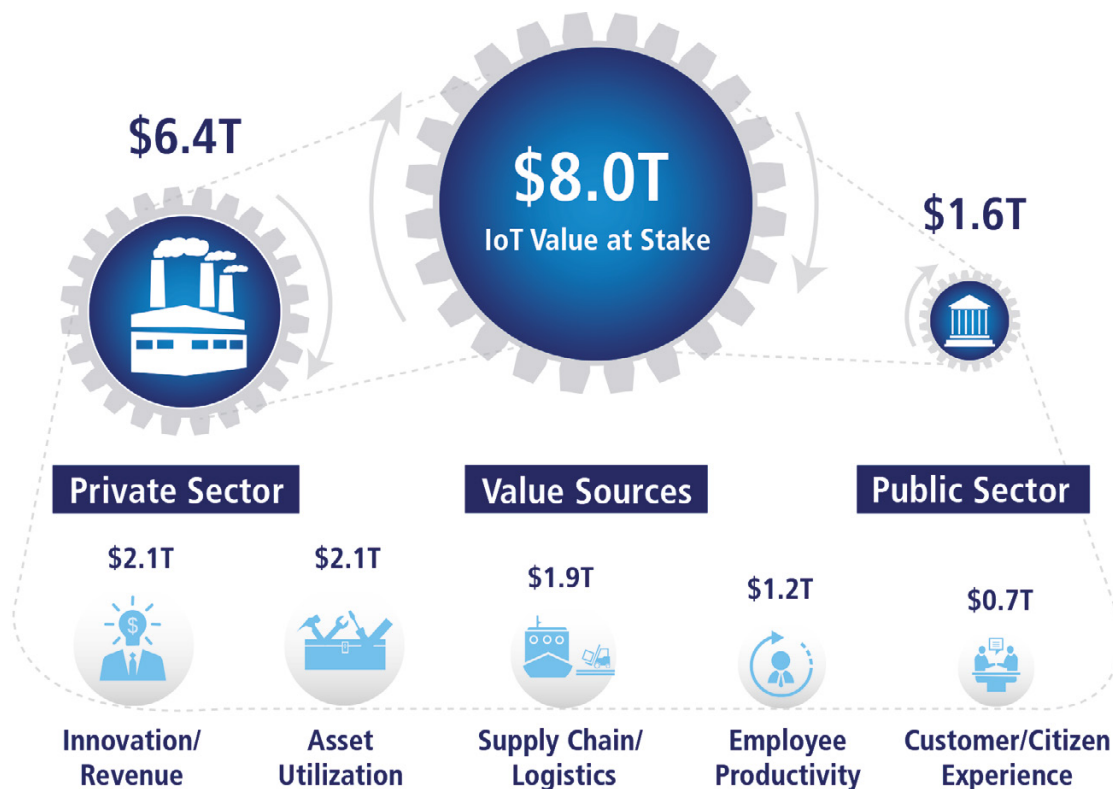 $6.4T
$8.0T
IoT Value at Stake
$1.6T
Private Sector
Value Sources
Public Sector
$2.1T
$2.1T
$1.9T
$1.2T
$0.7T
$
Innovation/
Revenue
Asset
Utilization
Supply Chain/
Logistics
Employee
Productivity
Customer/Citizen
Experience